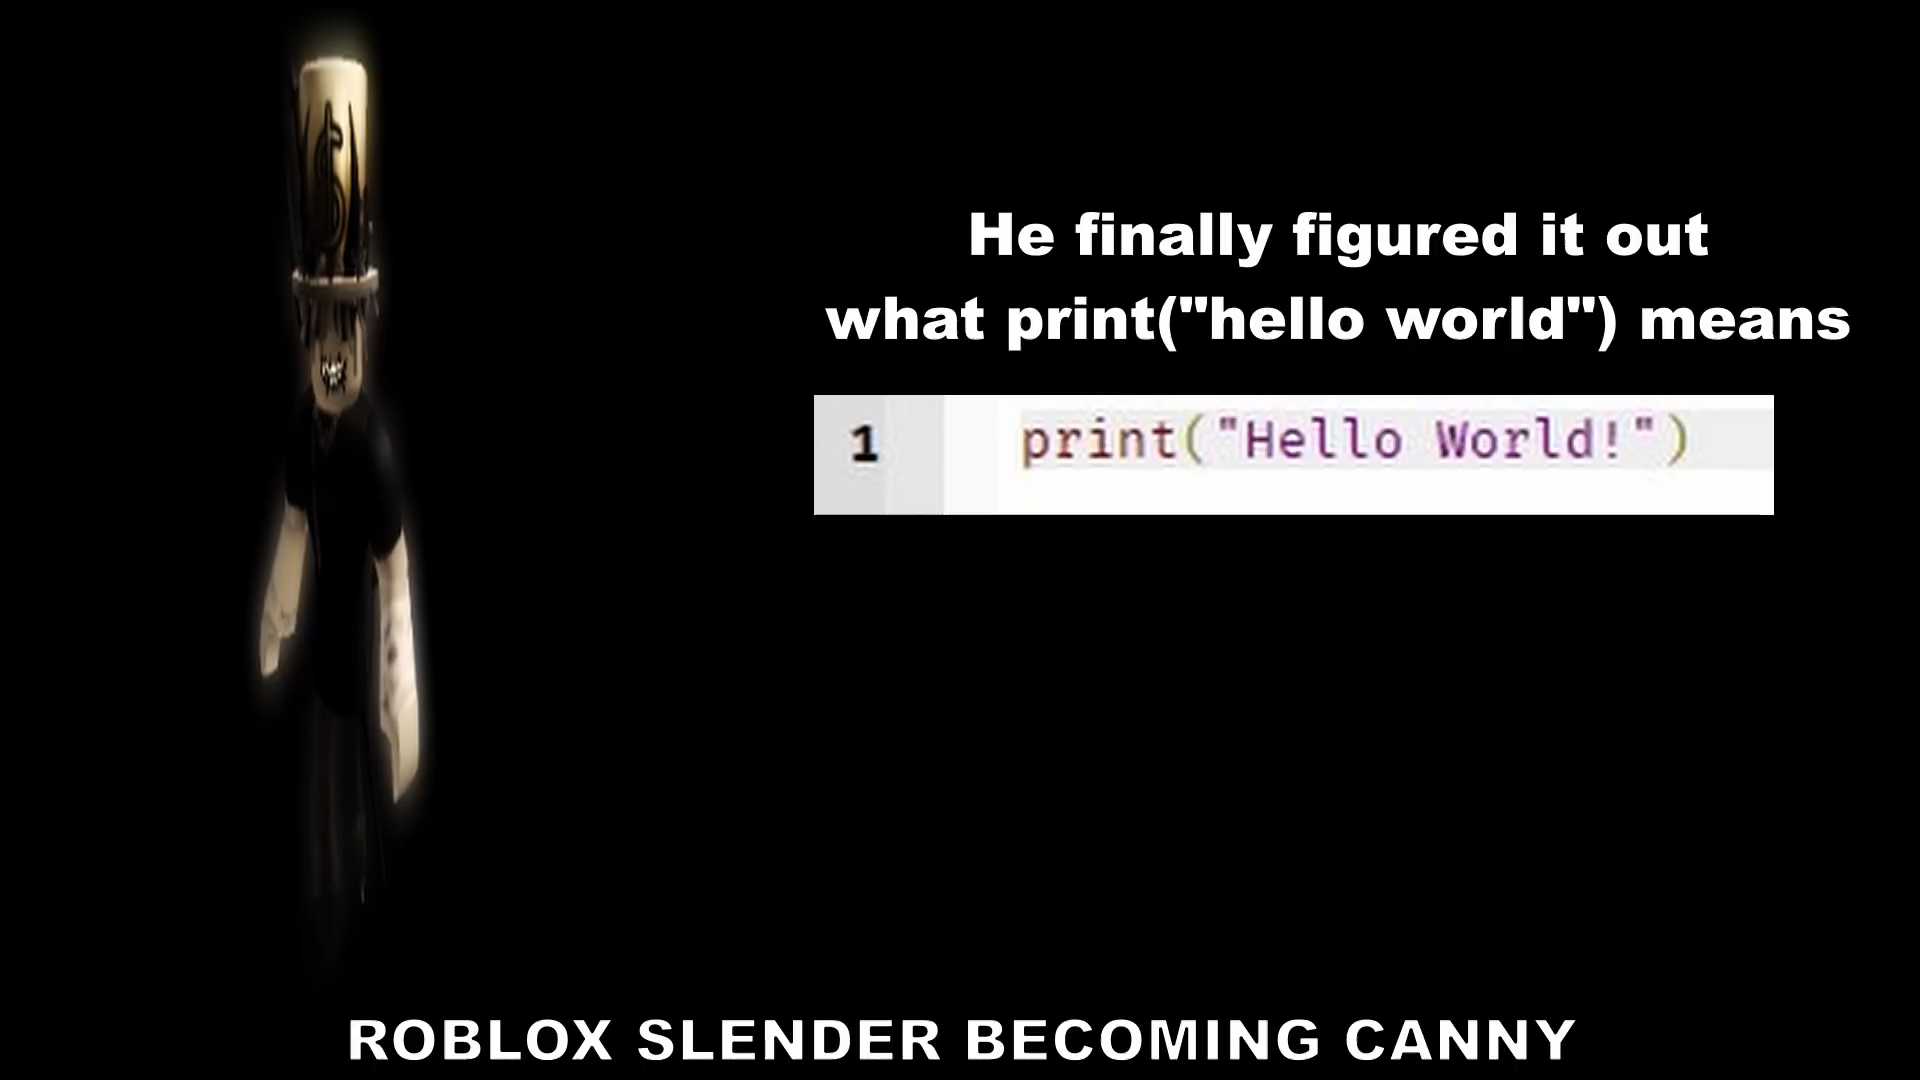 He finally figured it out
what print("hello world") means
1 print("Hello World!")
$
ROBLOX SLENDER BECOMING CANNY